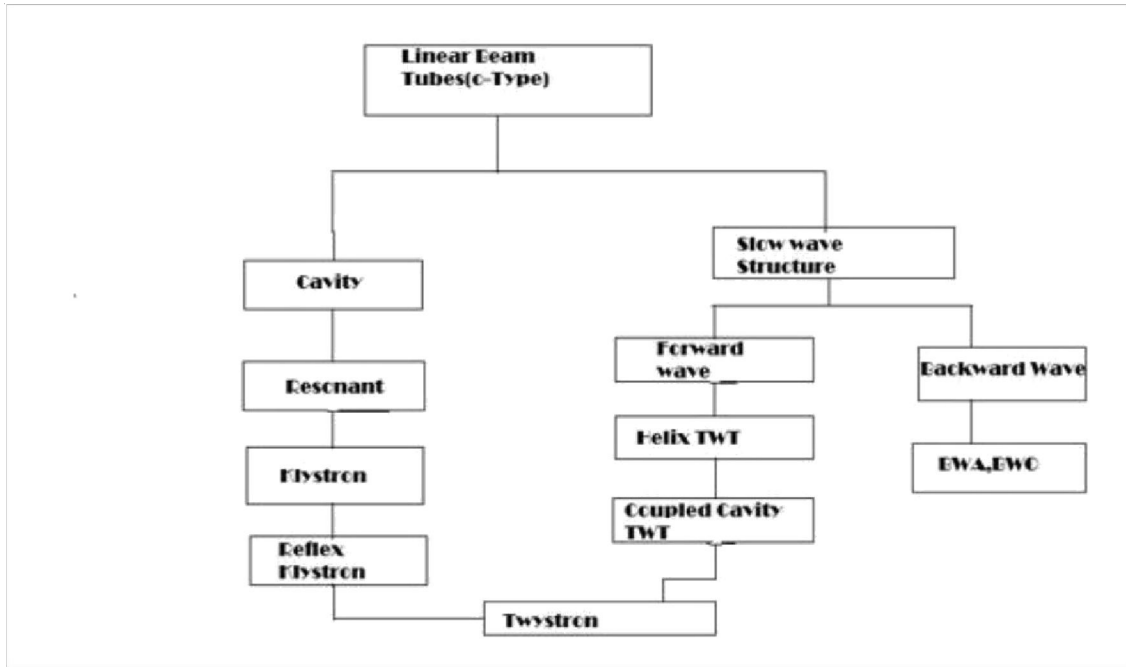 Linear Beam
Tubes(o-Type)
Slow wave
Structure
Cavity
Forward
wave
Backward Wave
Resonant
Helix TWT
Klystron
BWA,BWO
Coupled Cavity
TWT
Reflex
Klystron
Twystron